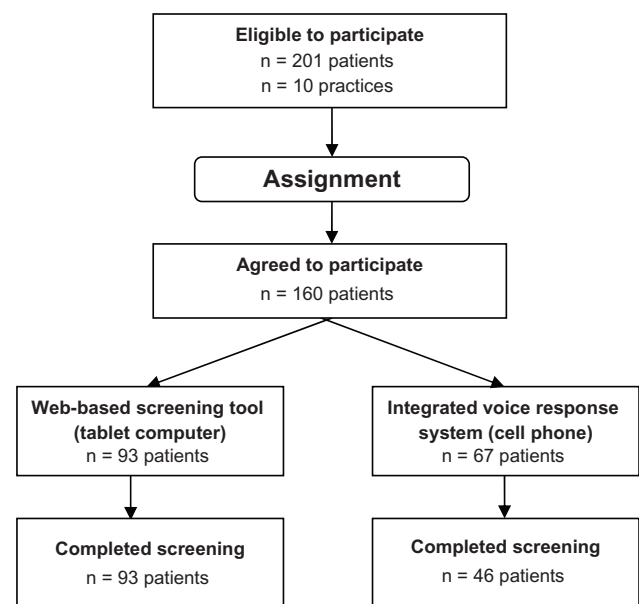 Eligible to participate
n = 201 patients
n = 10 practices
Assignment
Agreed to participate
n = 160 patients
Web-based screening tool
(tablet computer)
n = 93 patients
Integrated voice response
system (cell phone)
n = 67 patients
Completed screening
n = 93 patients
Completed screening
n = 46 patients